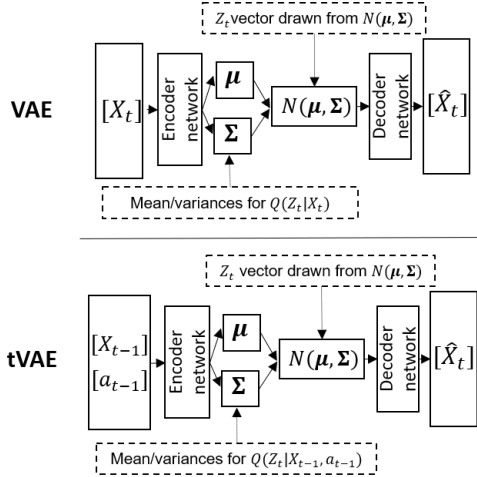 Z_t vector drawn from N(μ, Σ)
VAE
[X_t]
Encoder network
μ
Σ
N(μ, Σ)
Decoder network
[X̂_t]
Mean/variances for Q(Z_t|X_t)
Z_t vector drawn from N(μ, Σ)
tVAE
[X_{t−1}]
[a_{t−1}]
Encoder network
μ
Σ
N(μ, Σ)
Decoder network
[X̂_t]
Mean/variances for Q(Z_t|X_{t−1}, a_{t−1})